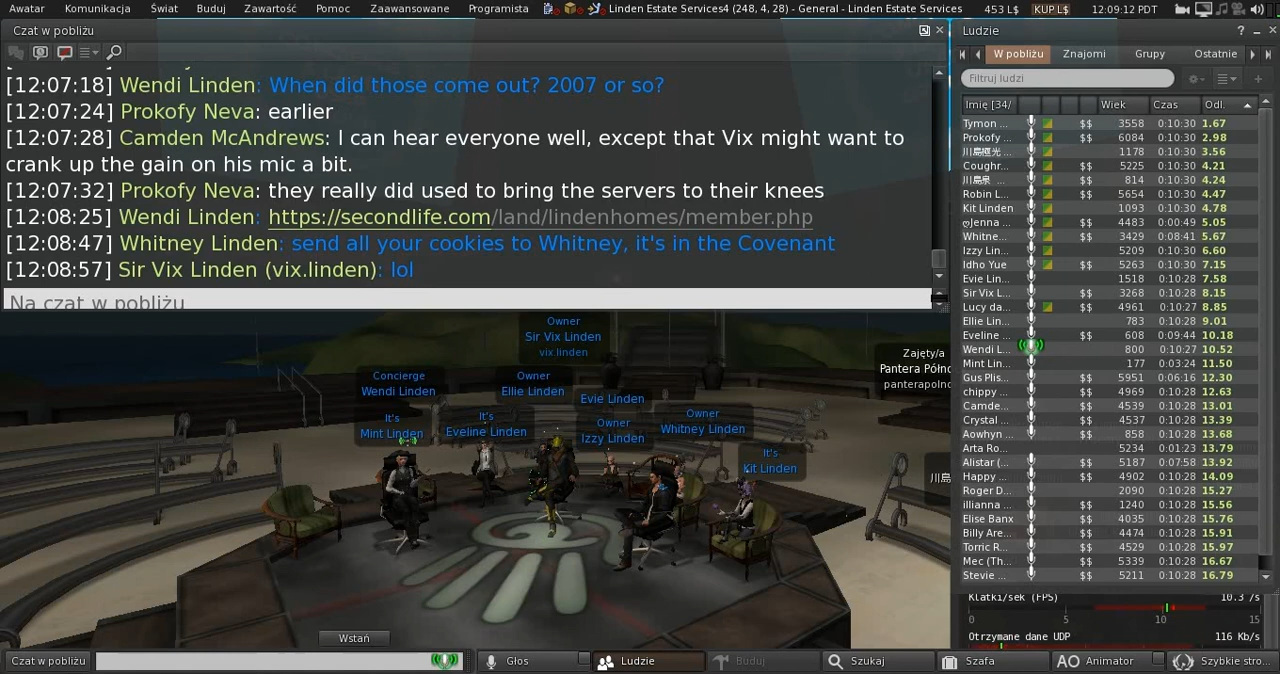 Awatar Komunikacja Świat Buduj Zawartość Pomoc Zaawansowane Programista Linden Estate Services4 (248, 4, 28) - General - Linden Estate Services 453 L$ KUP L$ 12:09:12 PDT
Czat w pobliżu
[12:07:18] Wendi Linden: When did those come out? 2007 or so?
[12:07:24] Prokofy Neva: earlier
[12:07:28] Camden McAndrews: I can hear everyone well, except that Vix might want to
crank up the gain on his mic a bit.
[12:07:32] Prokofy Neva: they really did used to bring the servers to their knees
[12:08:25] Wendi Linden: https://secondlife.com/land/lindenhomes/member.php
[12:08:47] Whitney Linden: send all your cookies to Whitney, it's in the Covenant
[12:08:57] Sir Vix Linden (vix.linden): lol
Na czat w pobliżu
Owner
Sir Vix Linden
vix.linden
Concierge
Wendi Linden
Owner
Ellie Linden
Evie Linden
It's
Mint Linden
It's
Eveline Linden
Owner
Izzy Linden
Owner
Whitney Linden
It's
Kit Linden
Zajęty/a
Pantera Półno
panterapolno
川島
Wstań
Ludzie
? _ ×
W pobliżu Znajomi Grupy Ostatnie
Filtruj ludzi
Imię [34/ Wiek Czas Odl.
Tymon ... $$ 3558 0:10:30 1.67
Prokofy ... $$ 6084 0:10:30 2.98
川島極光 ... 1178 0:10:30 3.56
Coughr... $$ 5225 0:10:30 4.21
川島泉 ... $$ 814 0:10:30 4.24
Robin L... $$ 5654 0:10:30 4.47
Kit Linden 1093 0:10:30 4.78
ღJenna ... $$ 4483 0:00:49 5.05
Whitne... $$ 3429 0:08:41 5.67
Izzy Lin... 5209 0:10:30 6.60
Idho Yue $$ 5263 0:10:30 7.15
Evie Lin... 1518 0:10:28 7.58
Sir Vix L... $$ 3268 0:10:28 8.15
Lucy da... $$ 4961 0:10:27 8.85
Ellie Lin... 783 0:10:28 9.01
Eveline ... $$ 608 0:09:44 10.18
Wendi L... 800 0:10:27 10.52
Mint Lin... 177 0:03:24 11.50
Gus Plis... $$ 5951 0:06:16 12.30
chippy ... $$ 4969 0:10:28 12.63
Camde... $$ 4539 0:10:28 13.01
Crystal ... $$ 4537 0:10:28 13.39
Aowhyn ... $$ 858 0:10:28 13.68
Arta Ro... 5234 0:01:23 13.79
Alistar (... $$ 5187 0:07:58 13.92
Happy ... $$ 4902 0:10:28 14.09
Roger D... 2090 0:10:28 15.27
illianna ... $$ 1240 0:10:28 15.56
Elise Banx $$ 4035 0:10:28 15.76
Billy Are... $$ 4474 0:10:28 15.91
Torric R... $$ 4529 0:10:28 15.97
Mec (Th... $$ 5339 0:10:28 16.67
Stevie ... $$ 5211 0:10:28 16.79
Klatki/sek (FPS) 10.3 /s
0 5 10 15
Otrzymane dane UDP 116 Kb/s
Czat w pobliżu Głos Ludzie Buduj Szukaj Szafa AO Animator Szybkie stro...